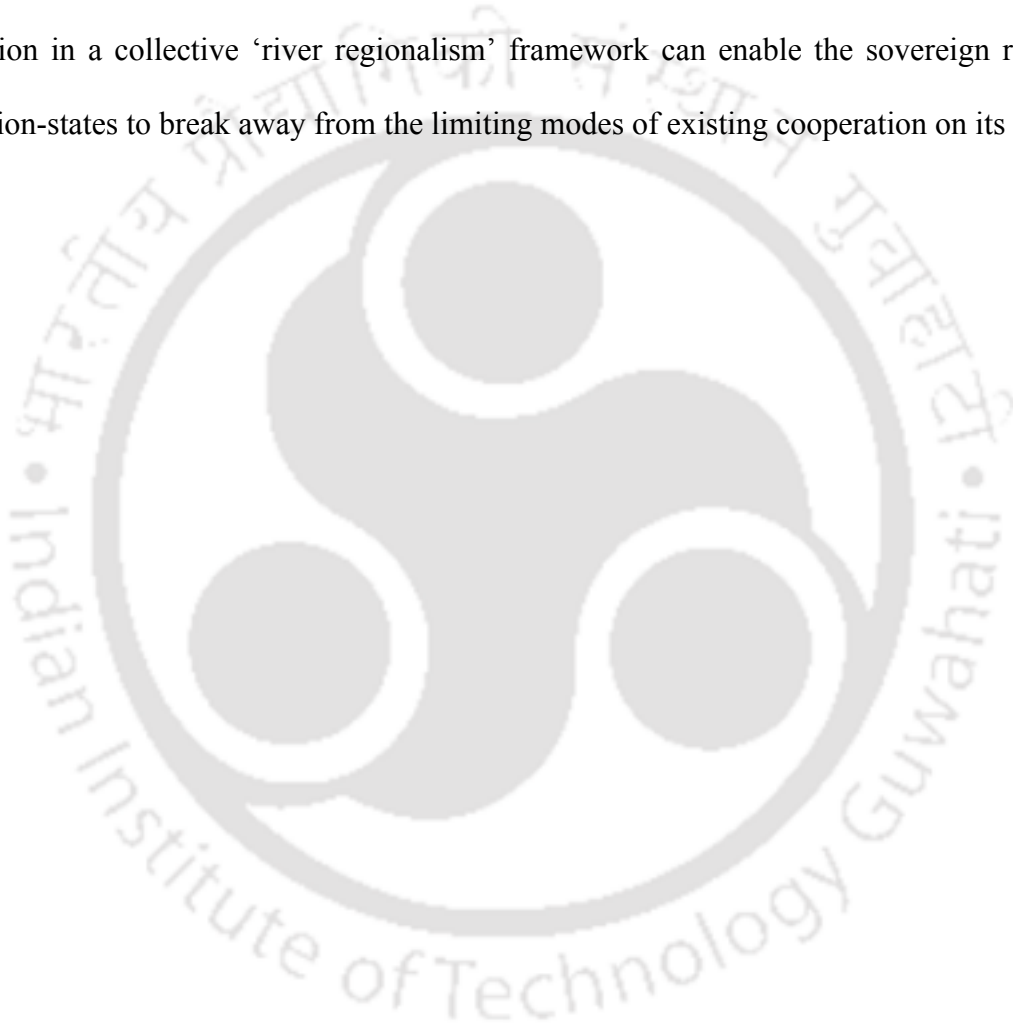 ion in a collective ‘river regionalism’ framework can enable the sovereign r
ion-states to break away from the limiting modes of existing cooperation on its
भारतीय प्रौद्योगिकी संस्थान गुवाहाटी
• Indian Institute of Technology Guwahati •